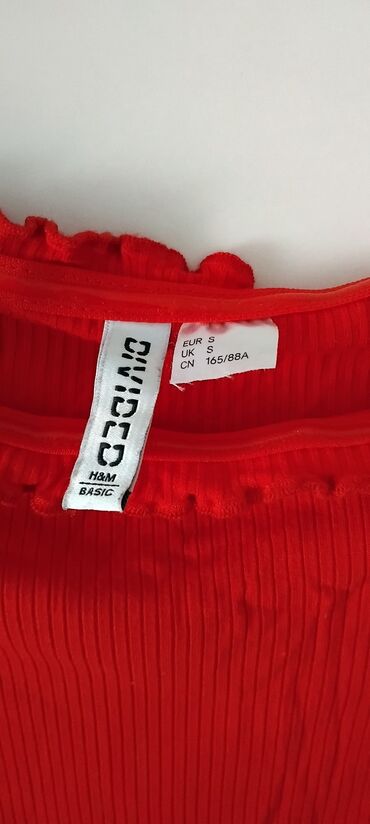 DIVIDED
H&M
BASIC
EUR S
UK S
CN 165/88A